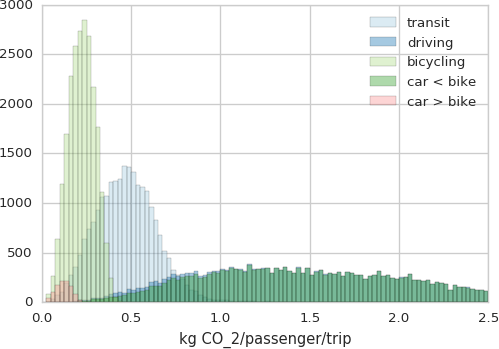 3000
2500
2000
1500
1000
500
0
0.0 0.5 1.0 1.5 2.0 2.5
kg CO_2/passenger/trip
transit
driving
bicycling
car < bike
car > bike